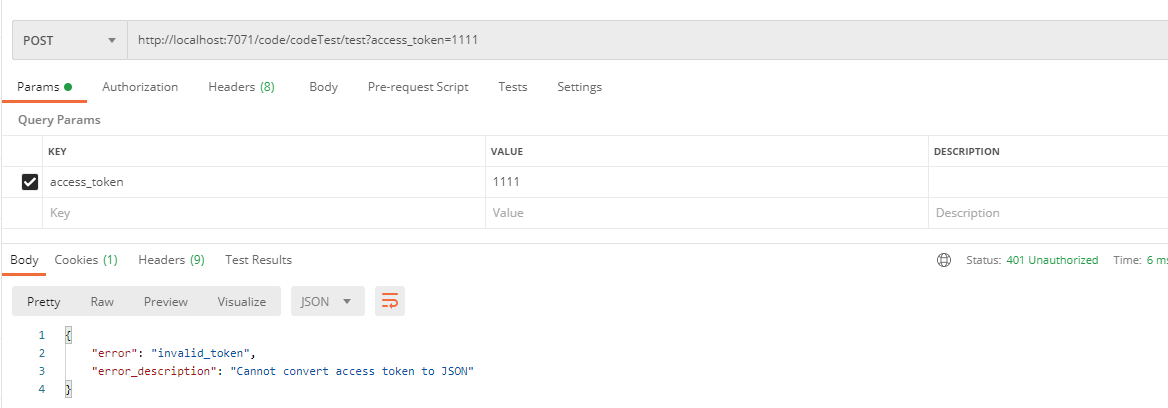 POST http://localhost:7071/code/codeTest/test?access_token=1111
Params Authorization Headers (8) Body Pre-request Script Tests Settings
Query Params
KEY VALUE DESCRIPTION
access_token 1111
Key Value Description
Body Cookies (1) Headers (9) Test Results Status: 401 Unauthorized Time: 6 ms
Pretty Raw Preview Visualize JSON
1 {
2 "error": "invalid_token",
3 "error_description": "Cannot convert access token to JSON"
4 }